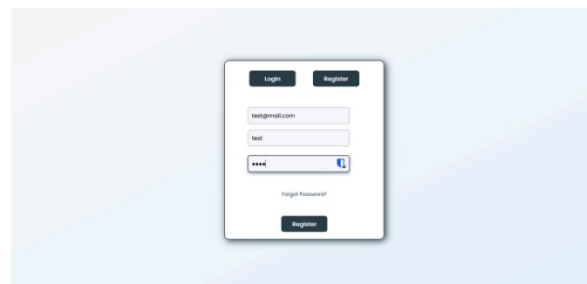 Login Register
test@mail.com
test
••••
Forgot Password?
Register